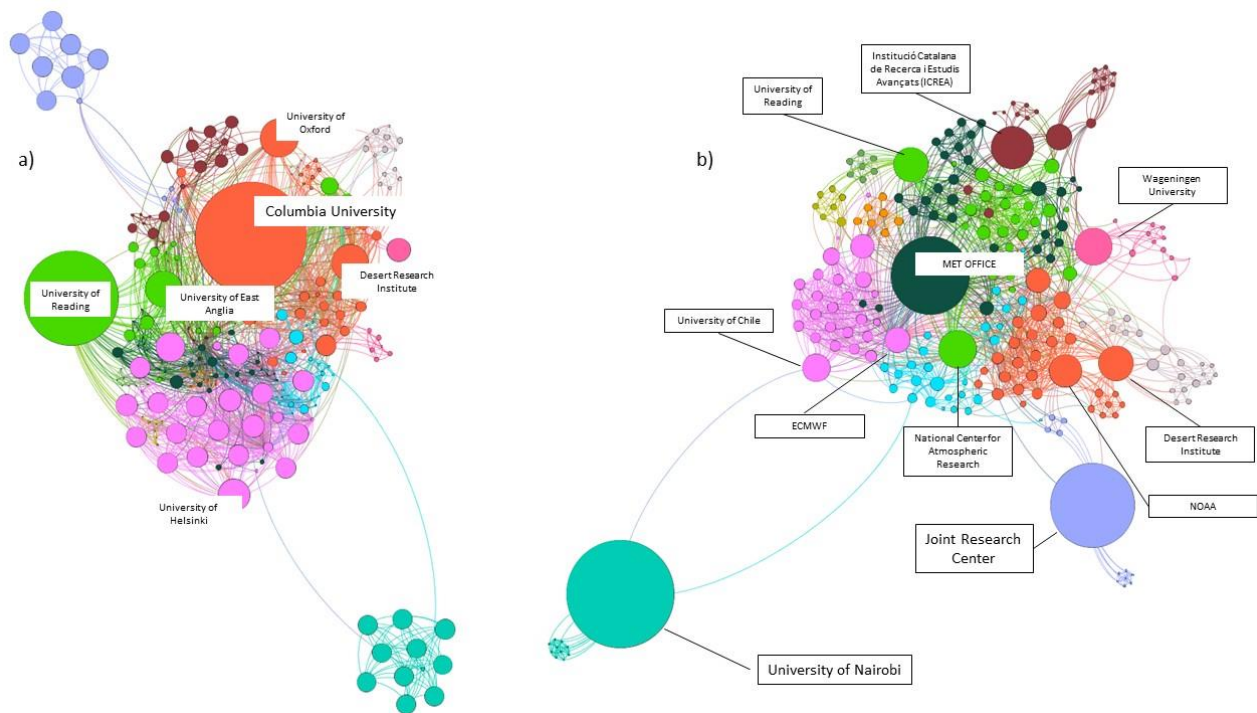 a)
University of
Oxford
Columbia University
Desert Research
Institute
University of
Reading
University of East
Anglia
University of
Helsinki
b)
Institució Catalana
de Recerca i Estudis
Avançats (ICREA)
University of
Reading
Wageningen
University
MET OFFICE
University of Chile
ECMWF
National Centerfor
Atmospheric
Research
Desert Research
Institute
NOAA
Joint Research
Center
University of Nairobi